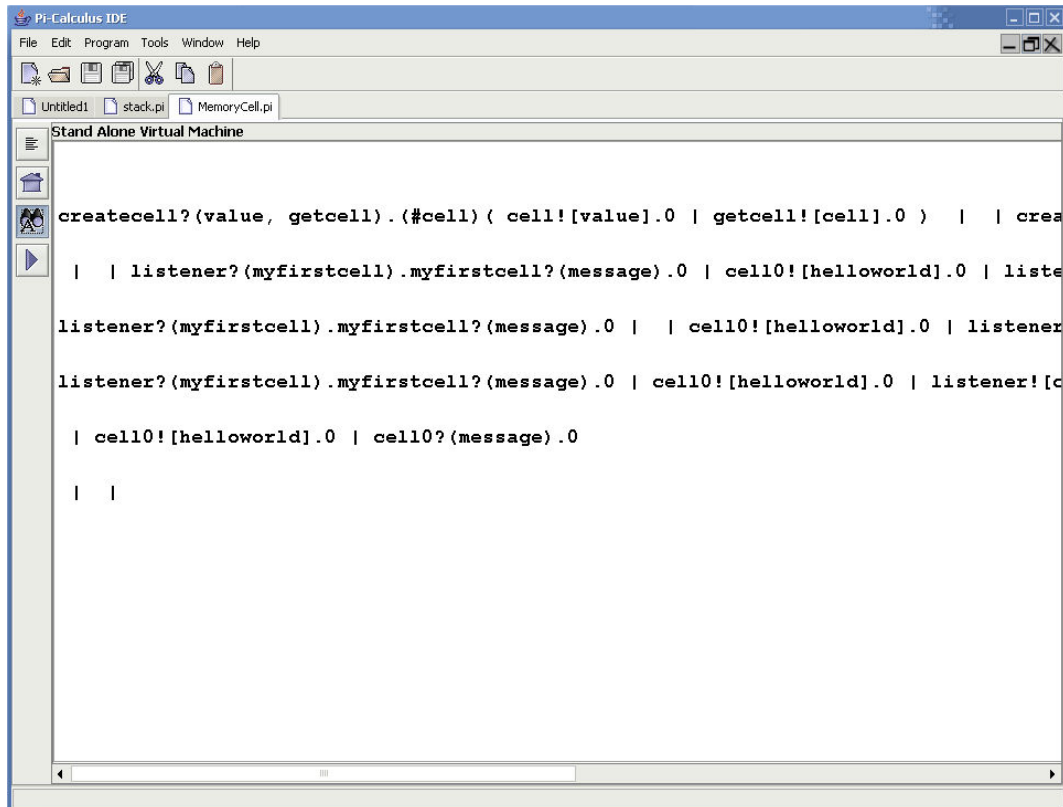 Pi-Calculus IDE
File Edit Program Tools Window Help
Untitled1 stack.pi MemoryCell.pi
Stand Alone Virtual Machine
createcell?(value, getcell).(#cell)( cell![value].0 | getcell![cell].0 ) | | crea
| | listener?(myfirstcell).myfirstcell?(message).0 | cell0![helloworld].0 | liste
listener?(myfirstcell).myfirstcell?(message).0 | | cell0![helloworld].0 | listener
listener?(myfirstcell).myfirstcell?(message).0 | cell0![helloworld].0 | listener![c
| cell0![helloworld].0 | cell0?(message).0
| |